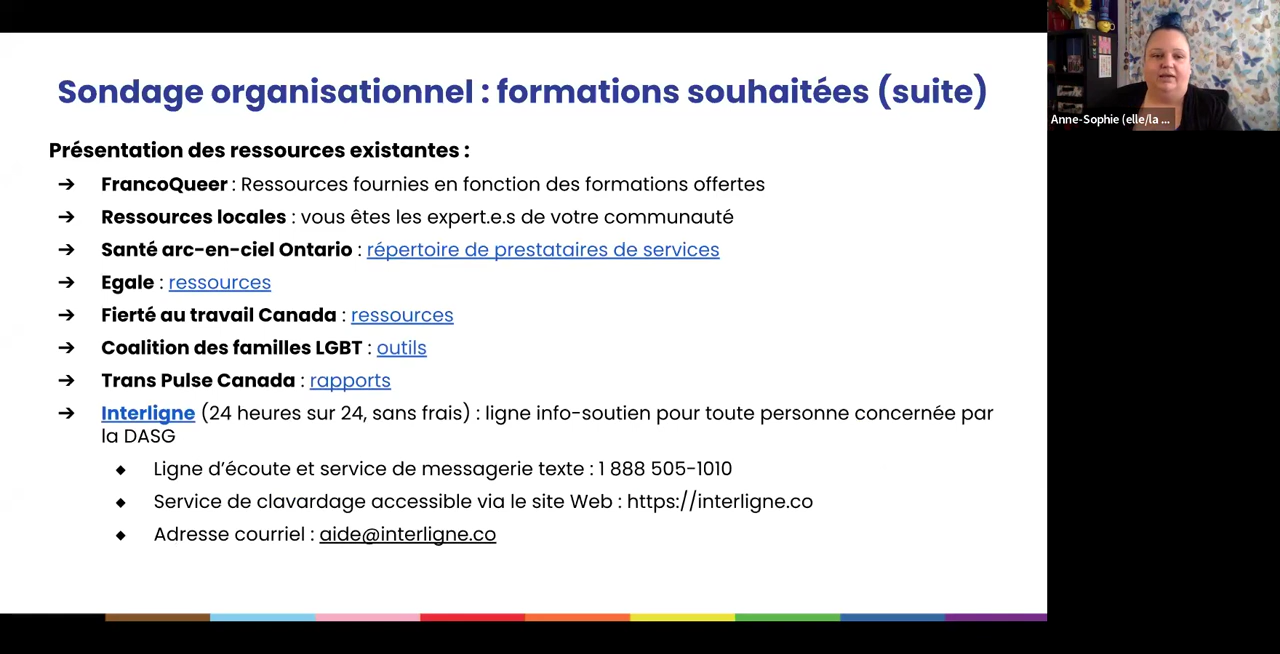 Sondage organisationnel : formations souhaitées (suite)
Présentation des ressources existantes :
➔ FrancoQueer : Ressources fournies en fonction des formations offertes
➔ Ressources locales : vous êtes les expert.e.s de votre communauté
➔ Santé arc-en-ciel Ontario : répertoire de prestataires de services
➔ Egale : ressources
➔ Fierté au travail Canada : ressources
➔ Coalition des familles LGBT : outils
➔ Trans Pulse Canada : rapports
➔ Interligne (24 heures sur 24, sans frais) : ligne info-soutien pour toute personne concernée par
la DASG
◆ Ligne d'écoute et service de messagerie texte : 1 888 505-1010
◆ Service de clavardage accessible via le site Web : https://interligne.co
◆ Adresse courriel : aide@interligne.co
Anne-Sophie (elle/la ...